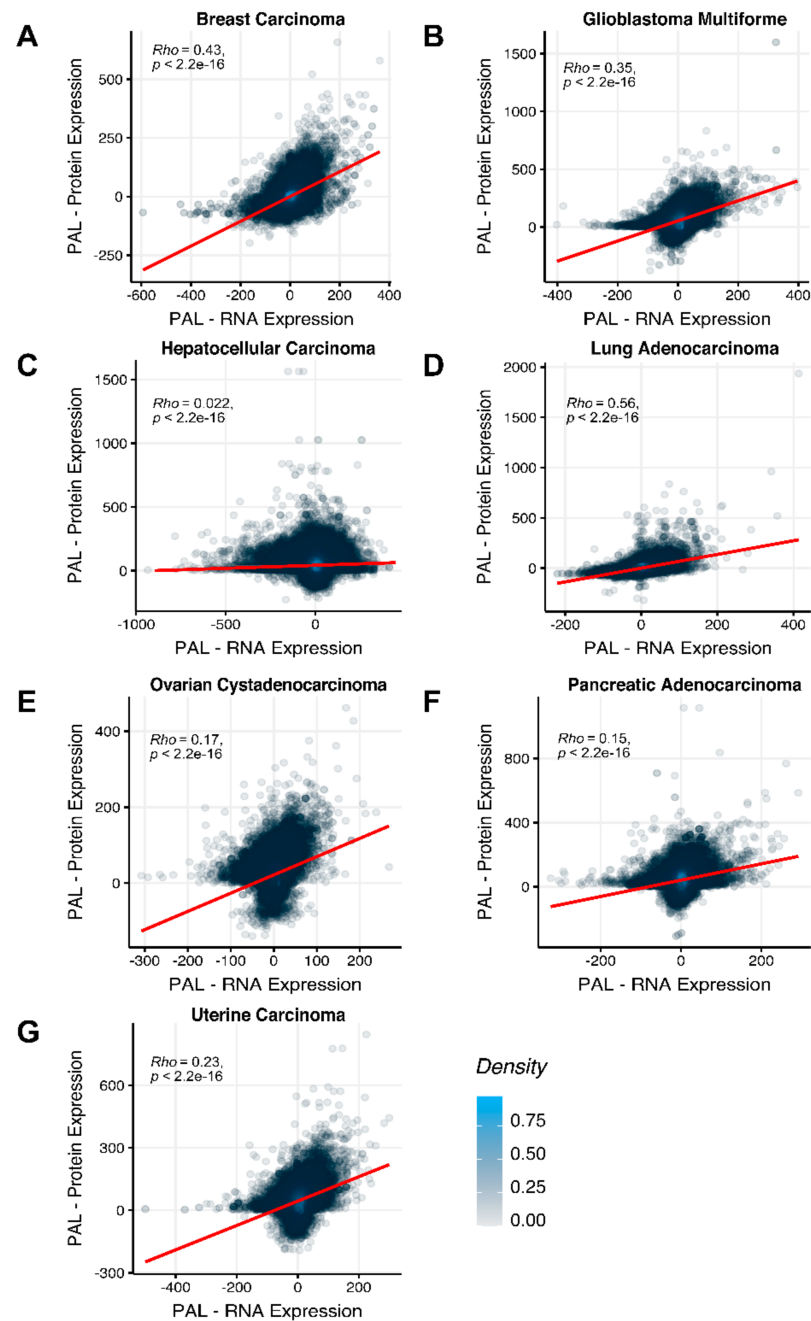 A
Breast Carcinoma
Rho = 0.43,
p < 2.2e-16
PAL - Protein Expression
500
250
0
-250
-600 -400 -200 0 200 400
PAL - RNA Expression
B
Glioblastoma Multiforme
Rho = 0.35,
p < 2.2e-16
PAL - Protein Expression
1500
1000
500
0
-400 -200 0 200 400
PAL - RNA Expression
C
Hepatocellular Carcinoma
Rho = 0.022,
p < 2.2e-16
PAL - Protein Expression
1500
1000
500
0
-1000 -500 0
PAL - RNA Expression
D
Lung Adenocarcinoma
Rho = 0.56,
p < 2.2e-16
PAL - Protein Expression
2000
1500
1000
500
0
-200 0 200 400
PAL - RNA Expression
E
Ovarian Cystadenocarcinoma
Rho = 0.17,
p < 2.2e-16
PAL - Protein Expression
400
200
0
-300 -200 -100 0 100 200
PAL - RNA Expression
F
Pancreatic Adenocarcinoma
Rho = 0.15,
p < 2.2e-16
PAL - Protein Expression
800
400
0
-200 0 200
PAL - RNA Expression
G
Uterine Carcinoma
Rho = 0.23,
p < 2.2e-16
PAL - Protein Expression
600
300
0
-300
-400 -200 0 200
PAL - RNA Expression
Density
0.75
0.50
0.25
0.00